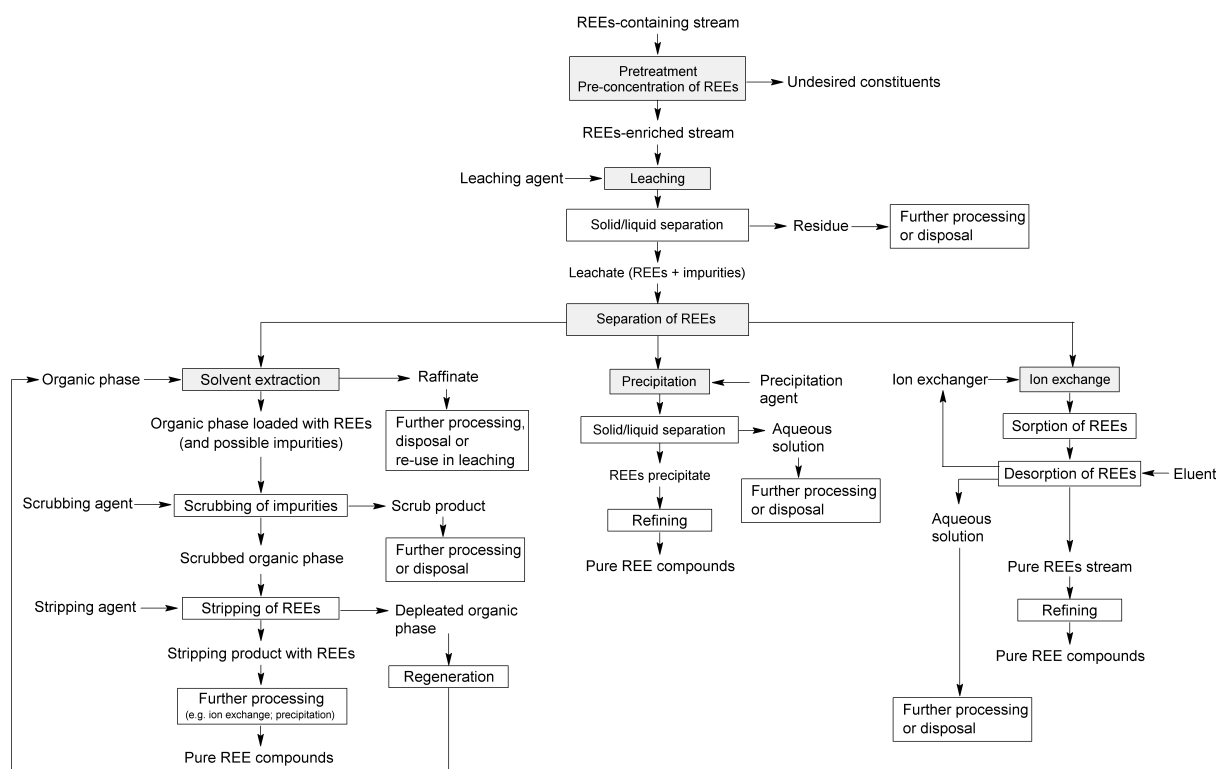 REEs-containing stream
Pretreatment
Pre-concentration of REEs
Undesired constituents
REEs-enriched stream
Leaching agent
Leaching
Solid/liquid separation
Residue
Further processing
or disposal
Leachate (REEs + impurities)
Separation of REEs
Organic phase
Solvent extraction
Raffinate
Further processing,
disposal or
re-use in leaching
Organic phase loaded with REEs
(and possible impurities)
Scrubbing agent
Scrubbing of impurities
Scrub product
Further processing
or disposal
Scrubbed organic phase
Stripping agent
Stripping of REEs
Depleated organic
phase
Regeneration
Stripping product with REEs
Further processing
(e.g. ion exchange; precipitation)
Pure REE compounds
Precipitation
Precipitation
agent
Solid/liquid separation
Aqueous
solution
Further processing
or disposal
REEs precipitate
Refining
Pure REE compounds
Ion exchanger
Ion exchange
Sorption of REEs
Desorption of REEs
Eluent
Aqueous
solution
Further processing
or disposal
Pure REEs stream
Refining
Pure REE compounds